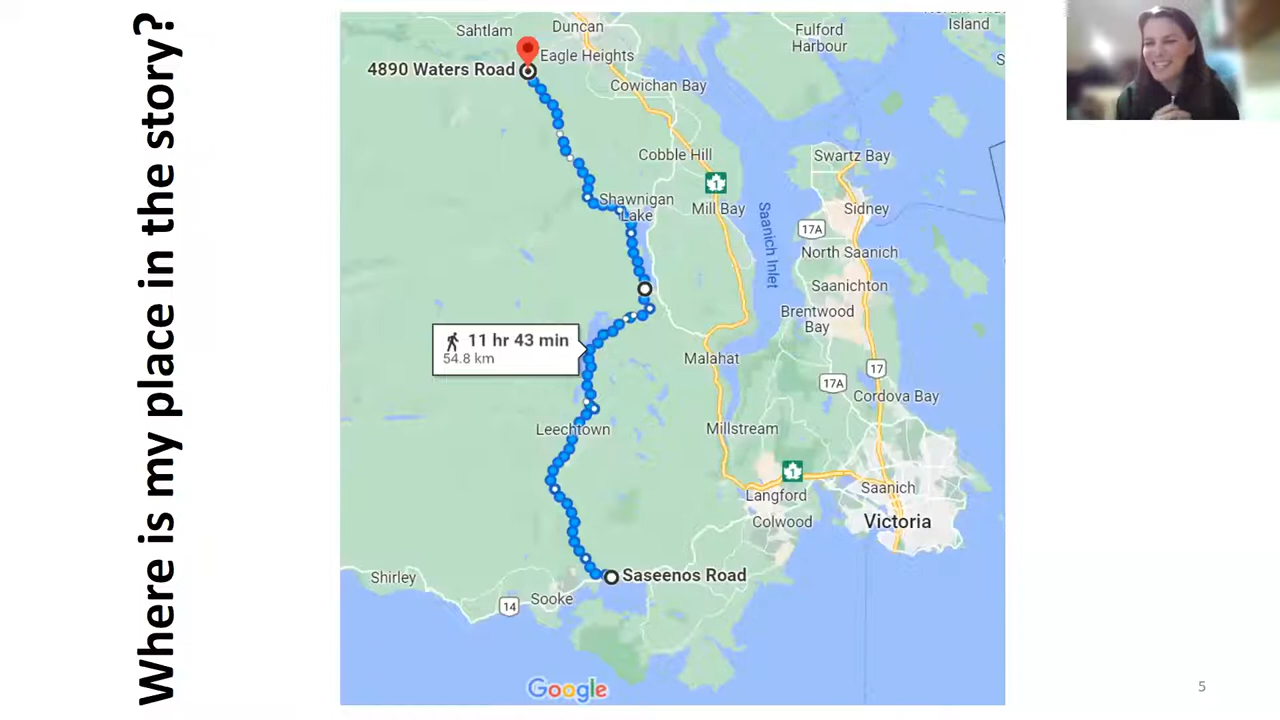 Where is my place in the story?
Sahtlam
Duncan
Eagle Heights
4890 Waters Road
Cowichan Bay
Fulford
Harbour
Island
Cobble Hill
1
Mill Bay
Shawnigan
Lake
Saanich Inlet
Swartz Bay
Sidney
17A
North Saanich
Saanichton
Brentwood
Bay
11 hr 43 min
54.8 km
Malahat
17
17A
Cordova Bay
Leechtown
Millstream
1
Langford
Saanich
Colwood
Victoria
Saseenos Road
Shirley
14
Sooke
Google
5